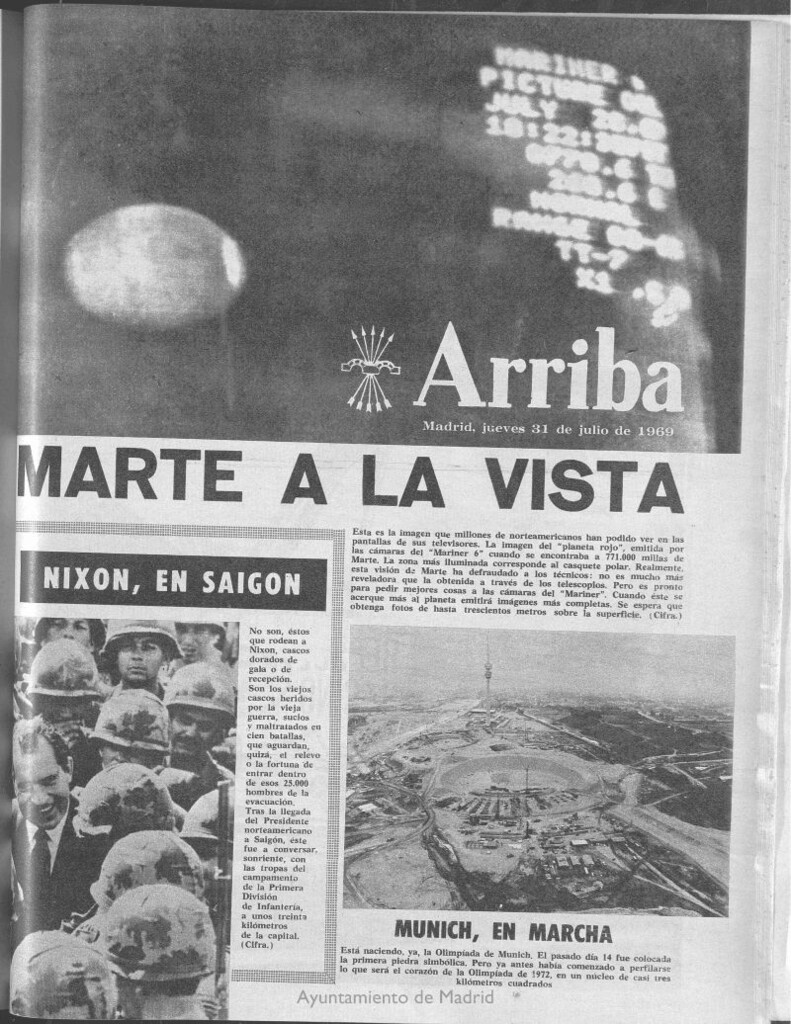 MARINER
PICTURE
JULY
RANGE
TT-7
X1
Arriba
Madrid, jueves 31 de julio de 1969
MARTE A LA VISTA
Esta es la imagen que millones de norteamericanos han podido ver en las
pantallas de sus televisores. La imagen del "planeta rojo", emitida por
las cámaras del "Mariner 6" cuando se encontraba a 771.000 millas de
Marte. La zona más iluminada corresponde al casquete polar. Realmente,
esta visión de Marte ha defraudado a los técnicos: no es mucho más
reveladora que la obtenida a través de los telescopios. Pero es pronto
para pedir mejores cosas a las cámaras del "Mariner". Cuando éste se
acerque más al planeta emitirá imágenes más completas. Se espera que
obtenga fotos de hasta trescientos metros sobre la superficie. (Cifra.)
NIXON, EN SAIGON
No son, éstos
que rodean a
Nixon, cascos
dorados de
gala o de
recepción.
Son los viejos
cascos heridos
por la vieja
guerra, sucios
y maltratados en
cien batallas,
que aguardan,
quizá, el relevo
o la fortuna de
entrar dentro
de esos 25.000
hombres de la
evacuación.
Tras la llegada
del Presidente
norteamericano
a Saigón, éste
fue a conversar,
sonriente, con
las tropas del
campamento
de la Primera
División
de Infantería,
a unos treinta
kilómetros
de la capital.
(Cifra.)
MUNICH, EN MARCHA
Está naciendo, ya, la Olimpíada de Munich. El pasado día 14 fue colocada
la primera piedra simbólica. Pero ya antes había comenzado a perfilarse
lo que será el corazón de la Olimpíada de 1972, en un núcleo de casi tres
kilómetros cuadrados
Ayuntamiento de Madrid